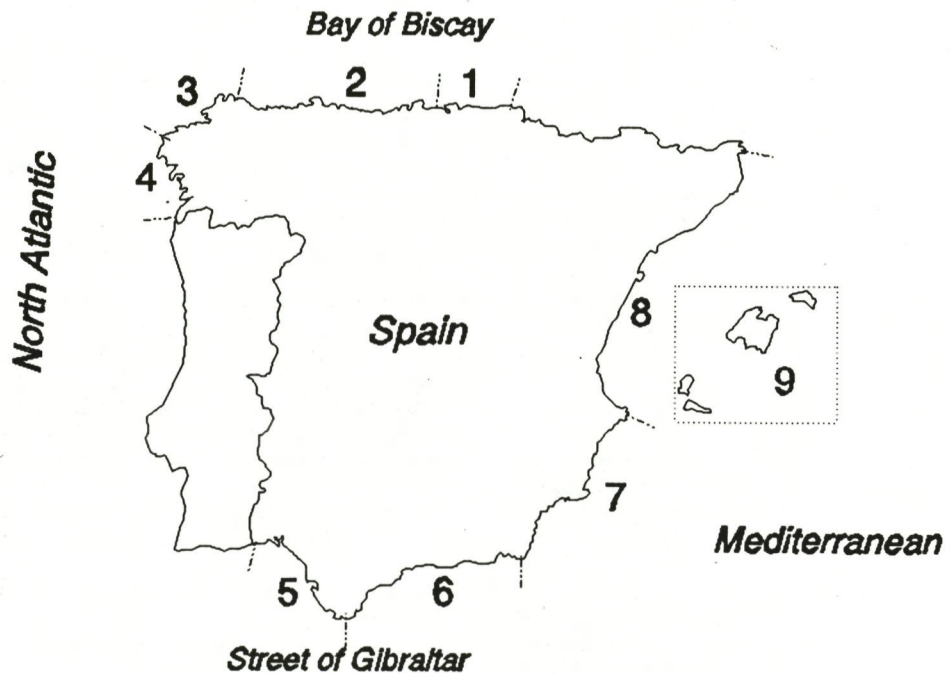 Bay of Biscay
3 2 1
4
North Atlantic
Spain
8
9
7
Mediterranean
5 6
Street of Gibraltar